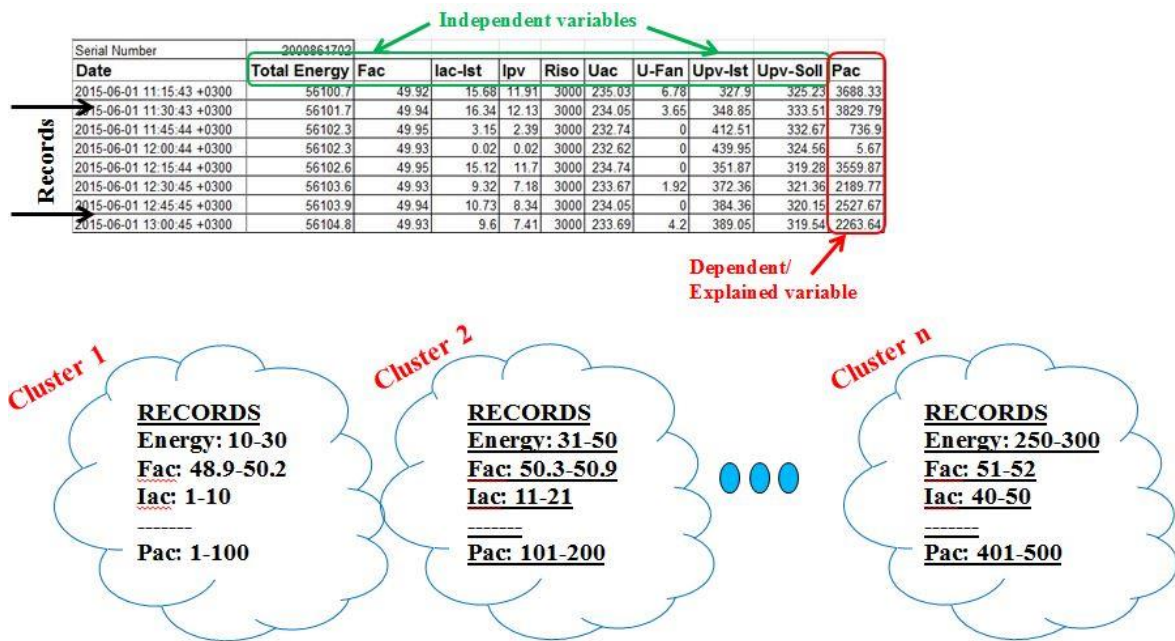 Independent variables
Serial Number 2000861702
Date Total Energy Fac Iac-Ist Ipv Riso Uac U-Fan Upv-Ist Upv-Soll Pac
2015-06-01 11:15:43 +0300 56100.7 49.92 15.68 11.91 3000 235.03 6.78 327.9 325.23 3688.33
2015-06-01 11:30:43 +0300 56101.7 49.94 16.34 12.13 3000 234.05 3.65 348.85 333.51 3829.79
2015-06-01 11:45:44 +0300 56102.3 49.95 3.15 2.39 3000 232.74 0 412.51 332.67 736.9
2015-06-01 12:00:44 +0300 56102.3 49.93 0.02 0.02 3000 232.62 0 439.95 324.56 5.67
2015-06-01 12:15:44 +0300 56102.6 49.95 15.12 11.7 3000 234.74 0 351.87 319.28 3559.87
2015-06-01 12:30:45 +0300 56103.6 49.93 9.32 7.18 3000 233.67 1.92 372.36 321.36 2189.77
2015-06-01 12:45:45 +0300 56103.9 49.94 10.73 8.34 3000 234.05 0 384.36 320.15 2527.67
2015-06-01 13:00:45 +0300 56104.8 49.93 9.6 7.41 3000 233.69 4.2 389.05 319.54 2263.64
Records
Dependent/
Explained variable
Cluster 1
RECORDS
Energy: 10-30
Fac: 48.9-50.2
Iac: 1-10
-------
Pac: 1-100
Cluster 2
RECORDS
Energy: 31-50
Fac: 50.3-50.9
Iac: 11-21
-------
Pac: 101-200
Cluster n
RECORDS
Energy: 250-300
Fac: 51-52
Iac: 40-50
-------
Pac: 401-500